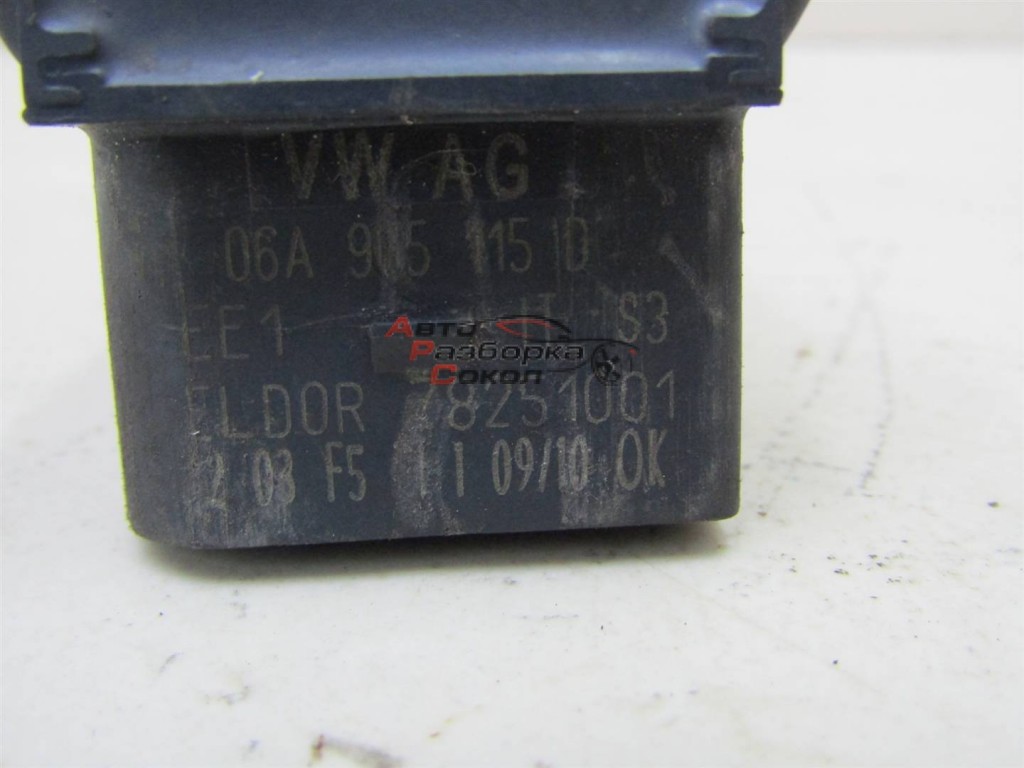 VW AG
06A 905 115 D
EE1 HS3
Авто
Разборка
Сокол
ELDOR 78251001
2 03 F5 1 1 09/10 OK